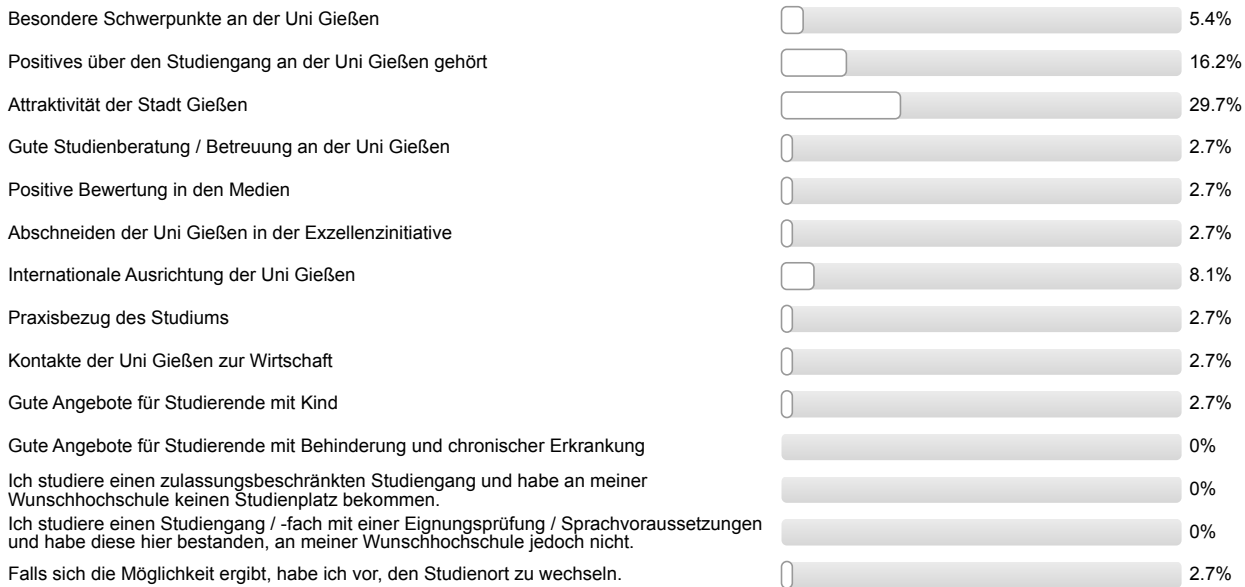 Besondere Schwerpunkte an der Uni Gießen 5.4%
Positives über den Studiengang an der Uni Gießen gehört 16.2%
Attraktivität der Stadt Gießen 29.7%
Gute Studienberatung / Betreuung an der Uni Gießen 2.7%
Positive Bewertung in den Medien 2.7%
Abschneiden der Uni Gießen in der Exzellenzinitiative 2.7%
Internationale Ausrichtung der Uni Gießen 8.1%
Praxisbezug des Studiums 2.7%
Kontakte der Uni Gießen zur Wirtschaft 2.7%
Gute Angebote für Studierende mit Kind 2.7%
Gute Angebote für Studierende mit Behinderung und chronischer Erkrankung 0%
Ich studiere einen zulassungsbeschränkten Studiengang und habe an meiner
Wunschhochschule keinen Studienplatz bekommen. 0%
Ich studiere einen Studiengang / -fach mit einer Eignungsprüfung / Sprachvoraussetzungen
und habe diese hier bestanden, an meiner Wunschhochschule jedoch nicht. 0%
Falls sich die Möglichkeit ergibt, habe ich vor, den Studienort zu wechseln. 2.7%